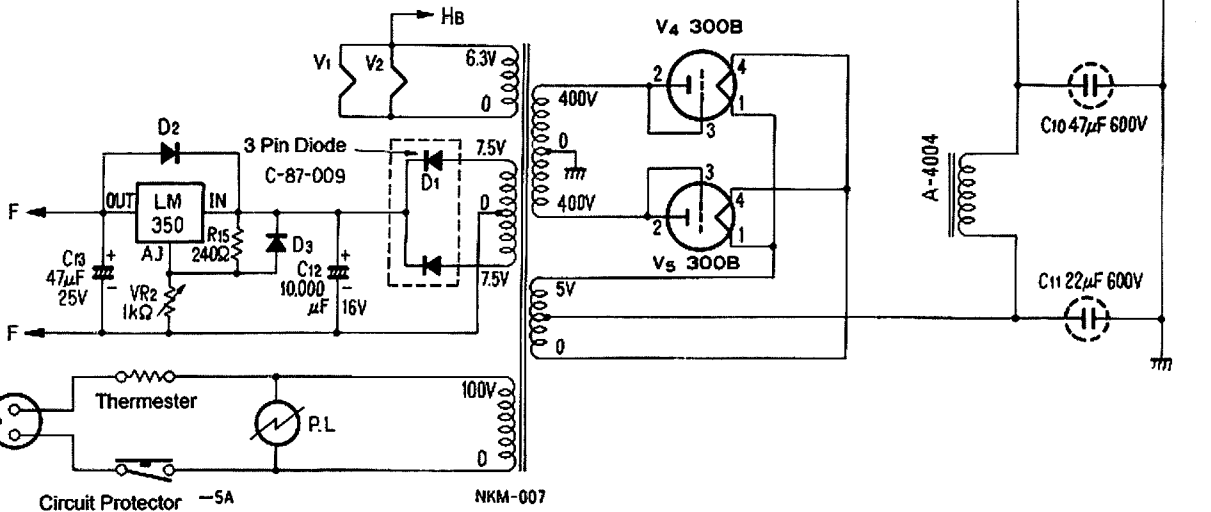 HB
V4 300B
V1
V2
6.3V
0
2
4
1
3
400V
0
400V
C10 47µF 600V
D2
3 Pin Diode
C-87-009
7.5V
D1
0
7.5V
A-4004
F
OUT
LM
350
IN
AJ
R15
240Ω
D3
C13
47µF
25V
+
−
VR2
1kΩ
C12
10,000
µF
+
−
16V
3
4
2
1
V5 300B
5V
0
C11 22µF 600V
F
100V
0
Thermester
P.L
Circuit Protector −5A
NKM-007